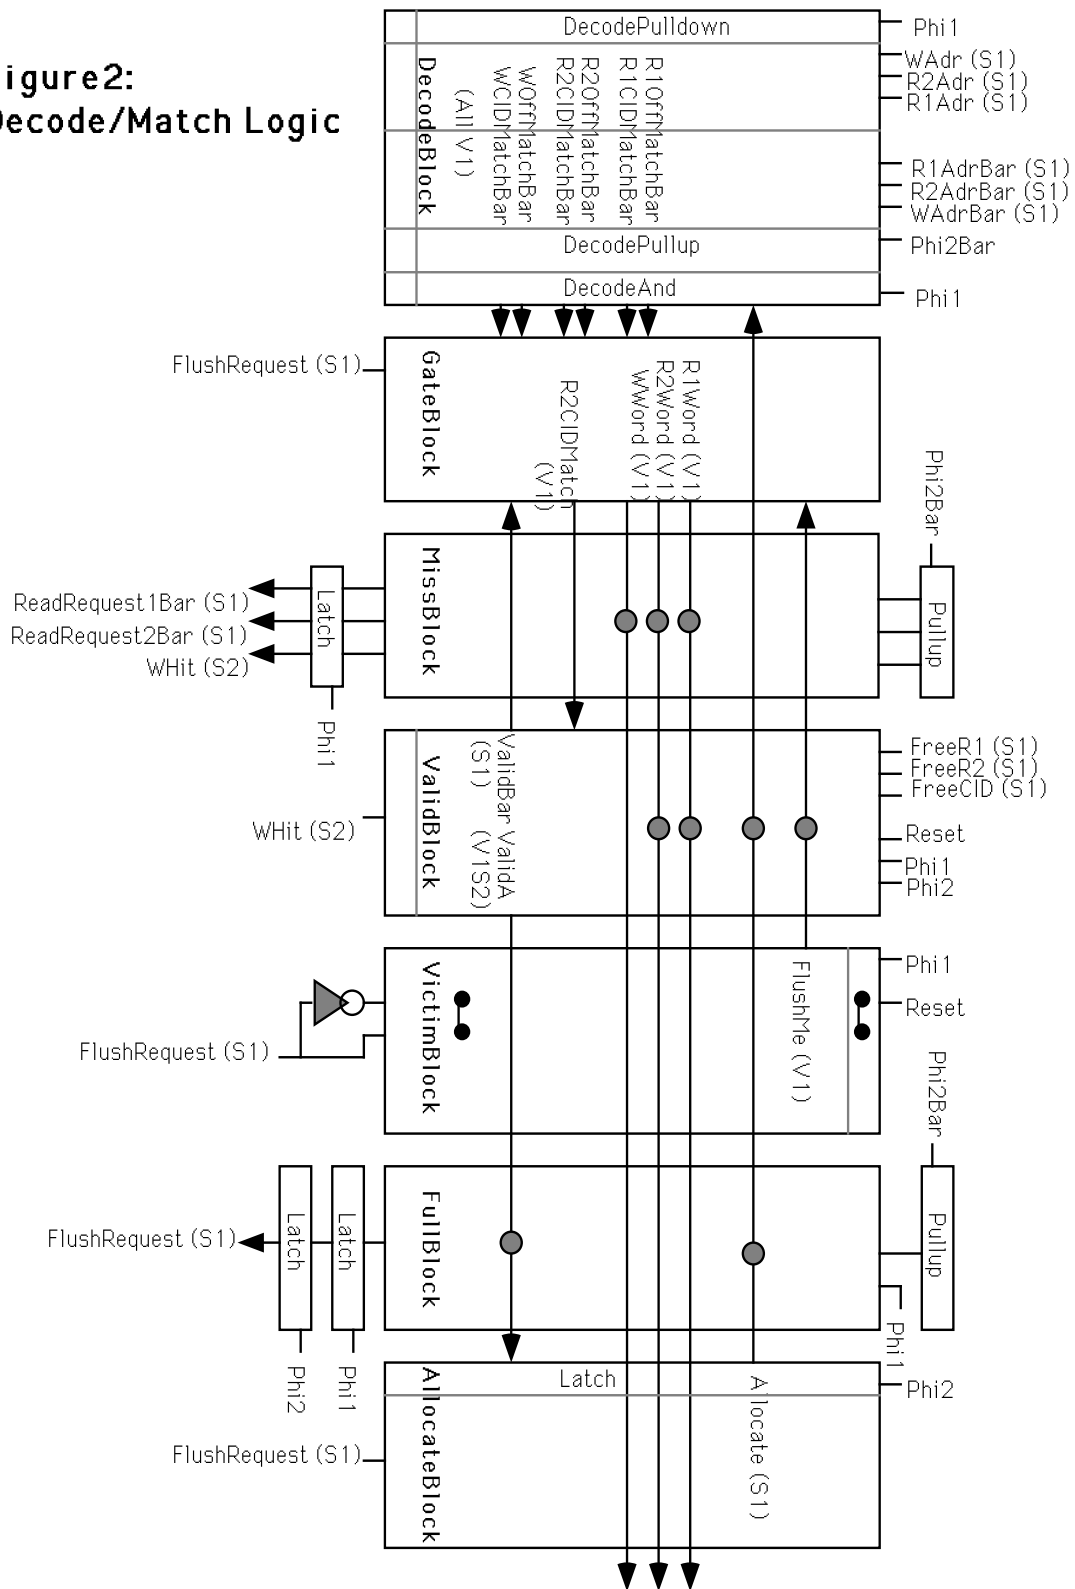 igure2:
Decode/Match Logic
DecodePulldown
Phi1
WAdr (S1)
R2Adr (S1)
R1Adr (S1)
DecodeBlock
(All V1)
WCIDMatchBar
WOffMatchBar
R2CIDMatchBar
R2OffMatchBar
R1CIDMatchBar
R1OffMatchBar
R1AdrBar (S1)
R2AdrBar (S1)
WAdrBar (S1)
DecodePullup
Phi2Bar
DecodeAnd
Phi1
FlushRequest (S1)
GateBlock
R2CIDMatch
(V1)
WWord (V1)
R2Word (V1)
R1Word (V1)
Phi2Bar
Pullup
MissBlock
Latch
Phi1
ReadRequest1Bar (S1)
ReadRequest2Bar (S1)
WHit (S2)
ValidBlock
ValidBar ValidA
(S1) (V1S2)
WHit (S2)
FreeR1 (S1)
FreeR2 (S1)
FreeCID (S1)
Reset
Phi1
Phi2
VictimBlock
FlushMe (V1)
Phi1
Reset
FlushRequest (S1)
Phi2Bar
Pullup
FullBlock
Latch
Latch
Phi2
Phi1
FlushRequest (S1)
Phi1
Latch
Phi2
AllocateBlock
Allocate (S1)
FlushRequest (S1)